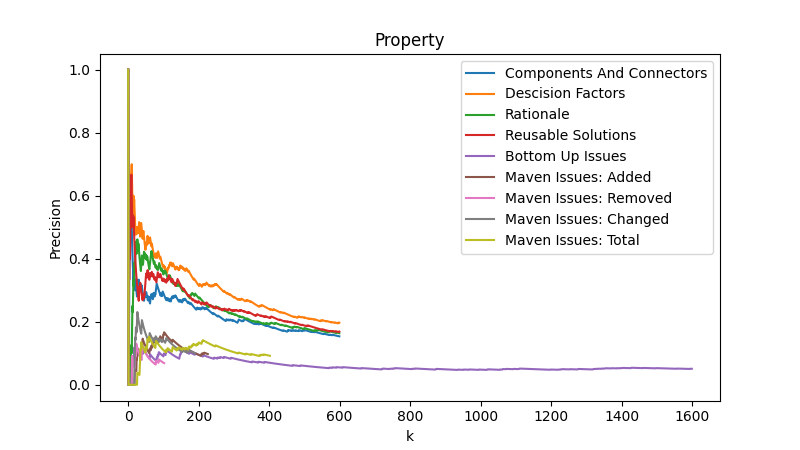 Property
Precision
1.0
0.8
0.6
0.4
0.2
0.0
Components And Connectors
Descision Factors
Rationale
Reusable Solutions
Bottom Up Issues
Maven Issues: Added
Maven Issues: Removed
Maven Issues: Changed
Maven Issues: Total
0 200 400 600 800 1000 1200 1400 1600
k